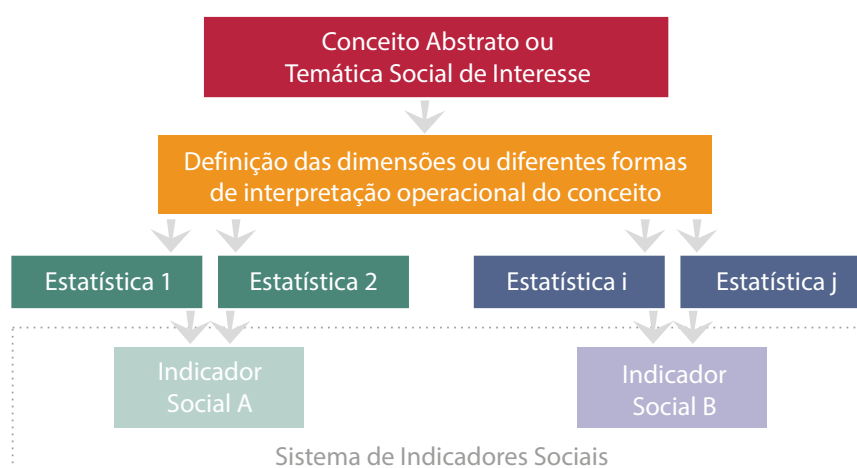 Conceito Abstrato ou
Temática Social de Interesse
Definição das dimensões ou diferentes formas
de interpretação operacional do conceito
Estatística 1
Estatística 2
Estatística i
Estatística j
Indicador
Social A
Indicador
Social B
Sistema de Indicadores Sociais